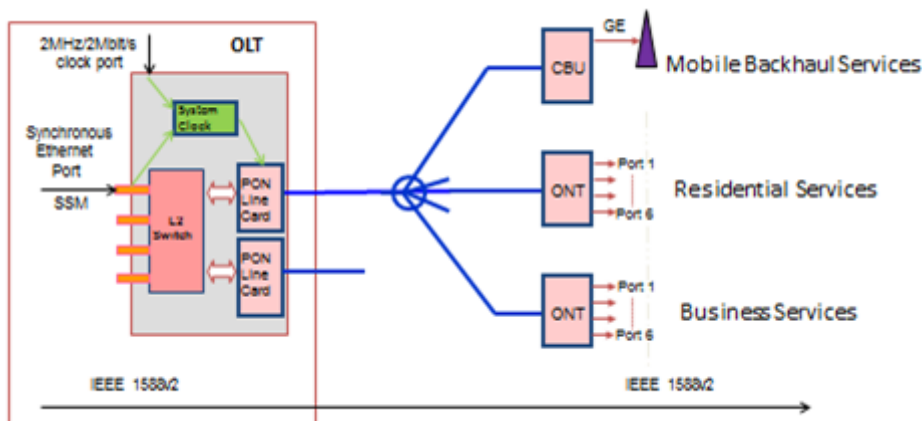 2MHz/2Mbit/s
clock port
OLT
System
Clock
Synchronous
Ethernet
Port
SSM
L2
Switch
PON
Line
Card
PON
Line
Card
CBU
GE
Mobile Backhaul Services
ONT
Port 1
Port 6
Residential Services
ONT
Port 1
Port 6
Business Services
IEEE 1588v2
IEEE 1588v2